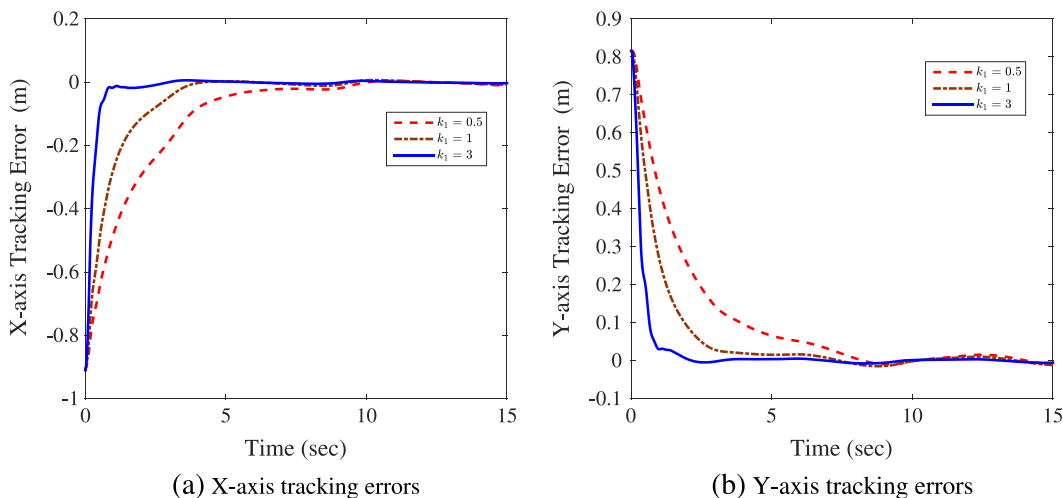 0.2
0
-0.2
-0.4
-0.6
-0.8
-1
X-axis Tracking Error (m)
k₁ = 0.5
k₁ = 1
k₁ = 3
0 5 10 15
Time (sec)
(a) X-axis tracking errors
0.9
0.8
0.7
0.6
0.5
0.4
0.3
0.2
0.1
0
-0.1
Y-axis Tracking Error (m)
k₁ = 0.5
k₁ = 1
k₁ = 3
0 5 10 15
Time (sec)
(b) Y-axis tracking errors